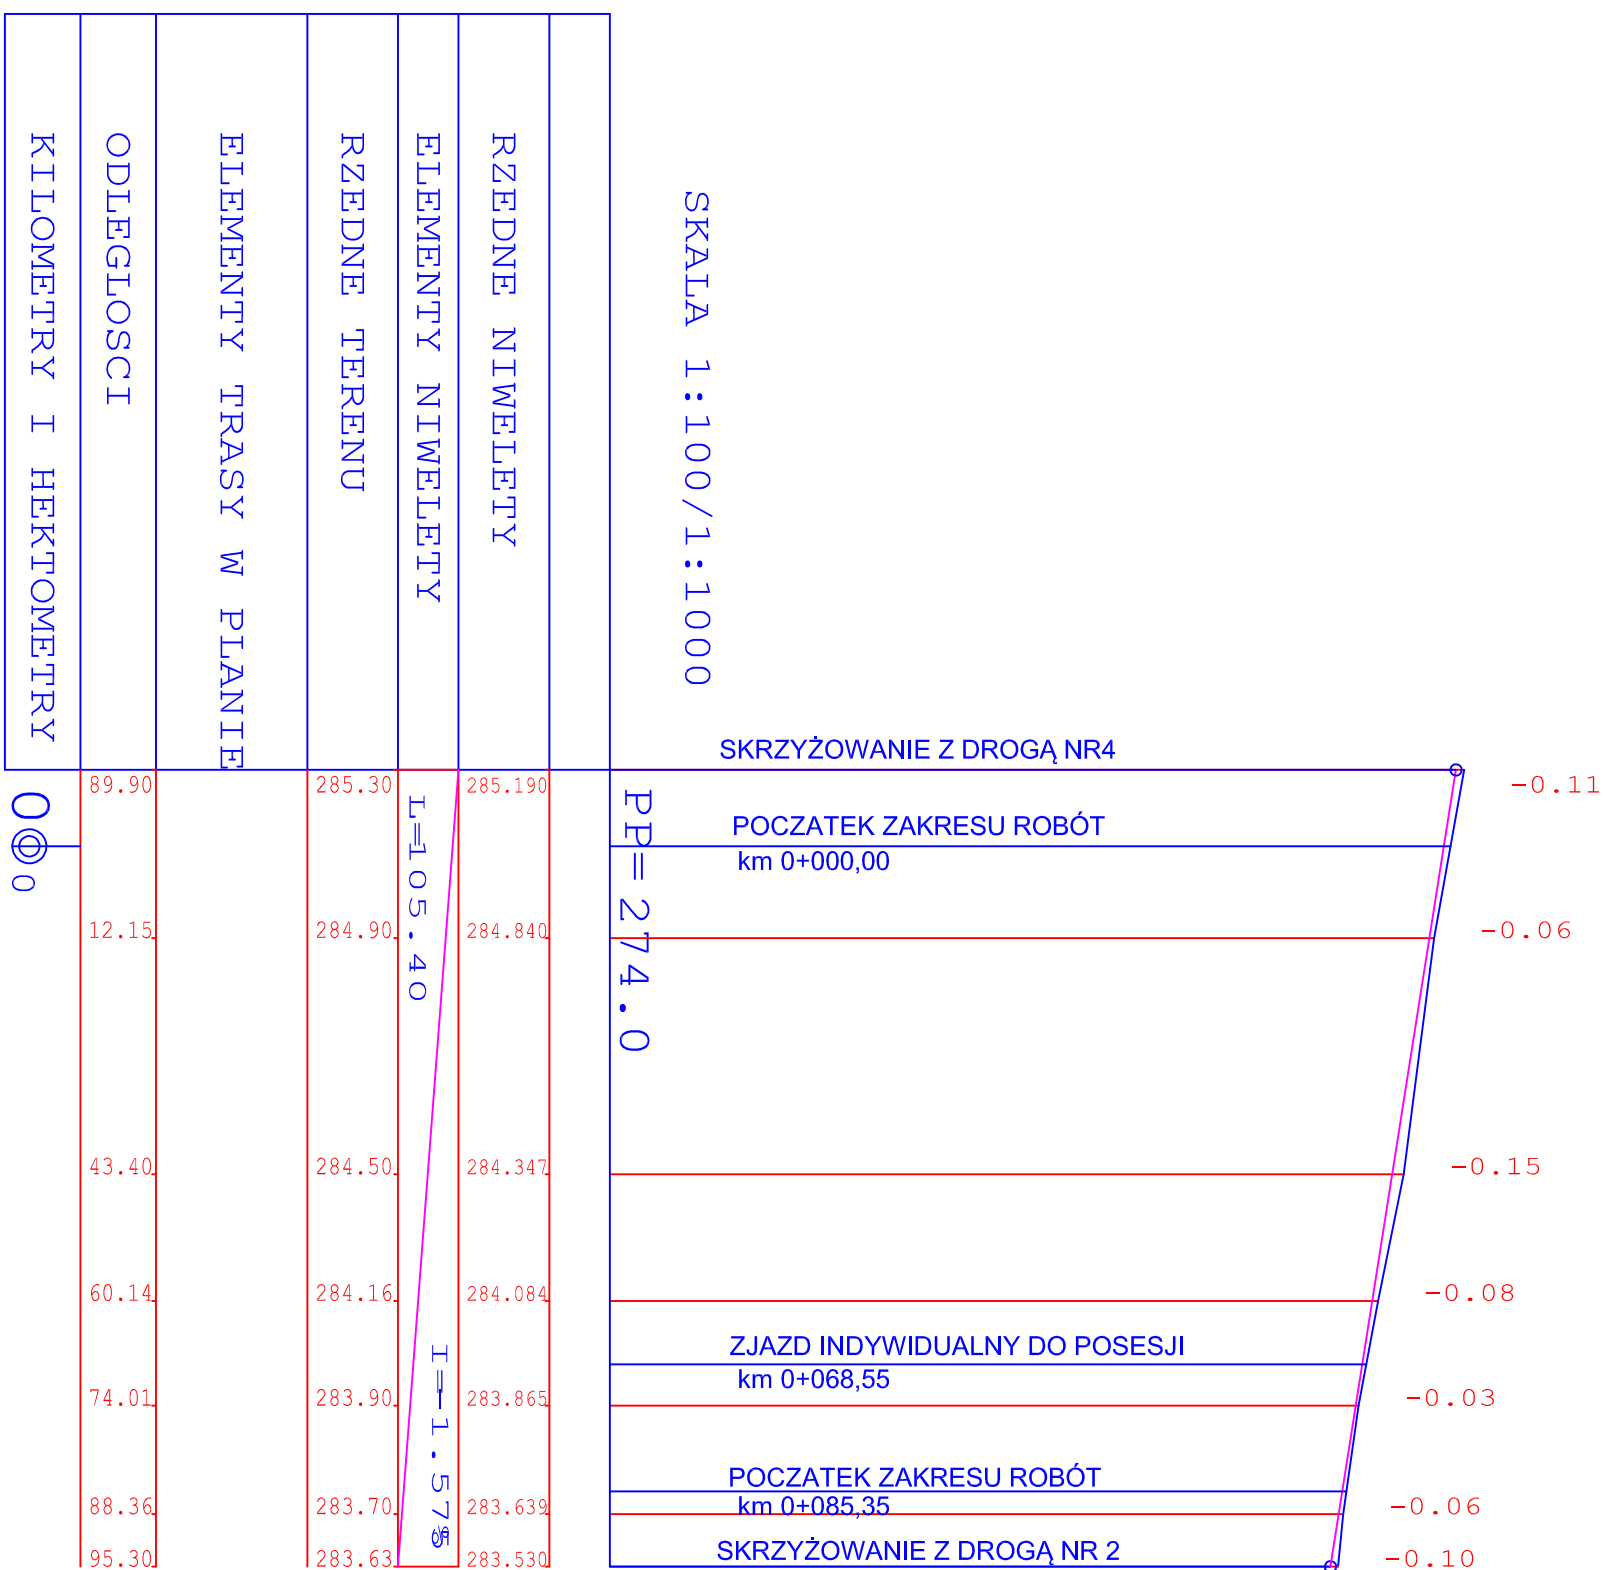 SKALA 1:100/1:1000
RZEDNE NIWELETY
ELEMENTY NIWELETY
RZEDNE TERENU
ELEMENTY TRASY W PLANIE
ODLEGLOSCI
KILOMETRY I HEKTOMETRY
SKRZYŻOWANIE Z DROGĄ NR4
89.90
285.30
285.190
-0.11
PP=274.0
L=105.40
POCZATEK ZAKRESU ROBÓT
km 0+000,00
0
0
12.15
284.90
284.840
-0.06
43.40
284.50
284.347
-0.15
60.14
284.16
284.084
-0.08
ZJAZD INDYWIDUALNY DO POSESJI
km 0+068,55
I=-1.575%
74.01
283.90
283.865
-0.03
POCZATEK ZAKRESU ROBÓT
km 0+085,35
88.36
283.70
283.639
-0.06
SKRZYŻOWANIE Z DROGĄ NR 2
95.30
283.63
283.530
-0.10